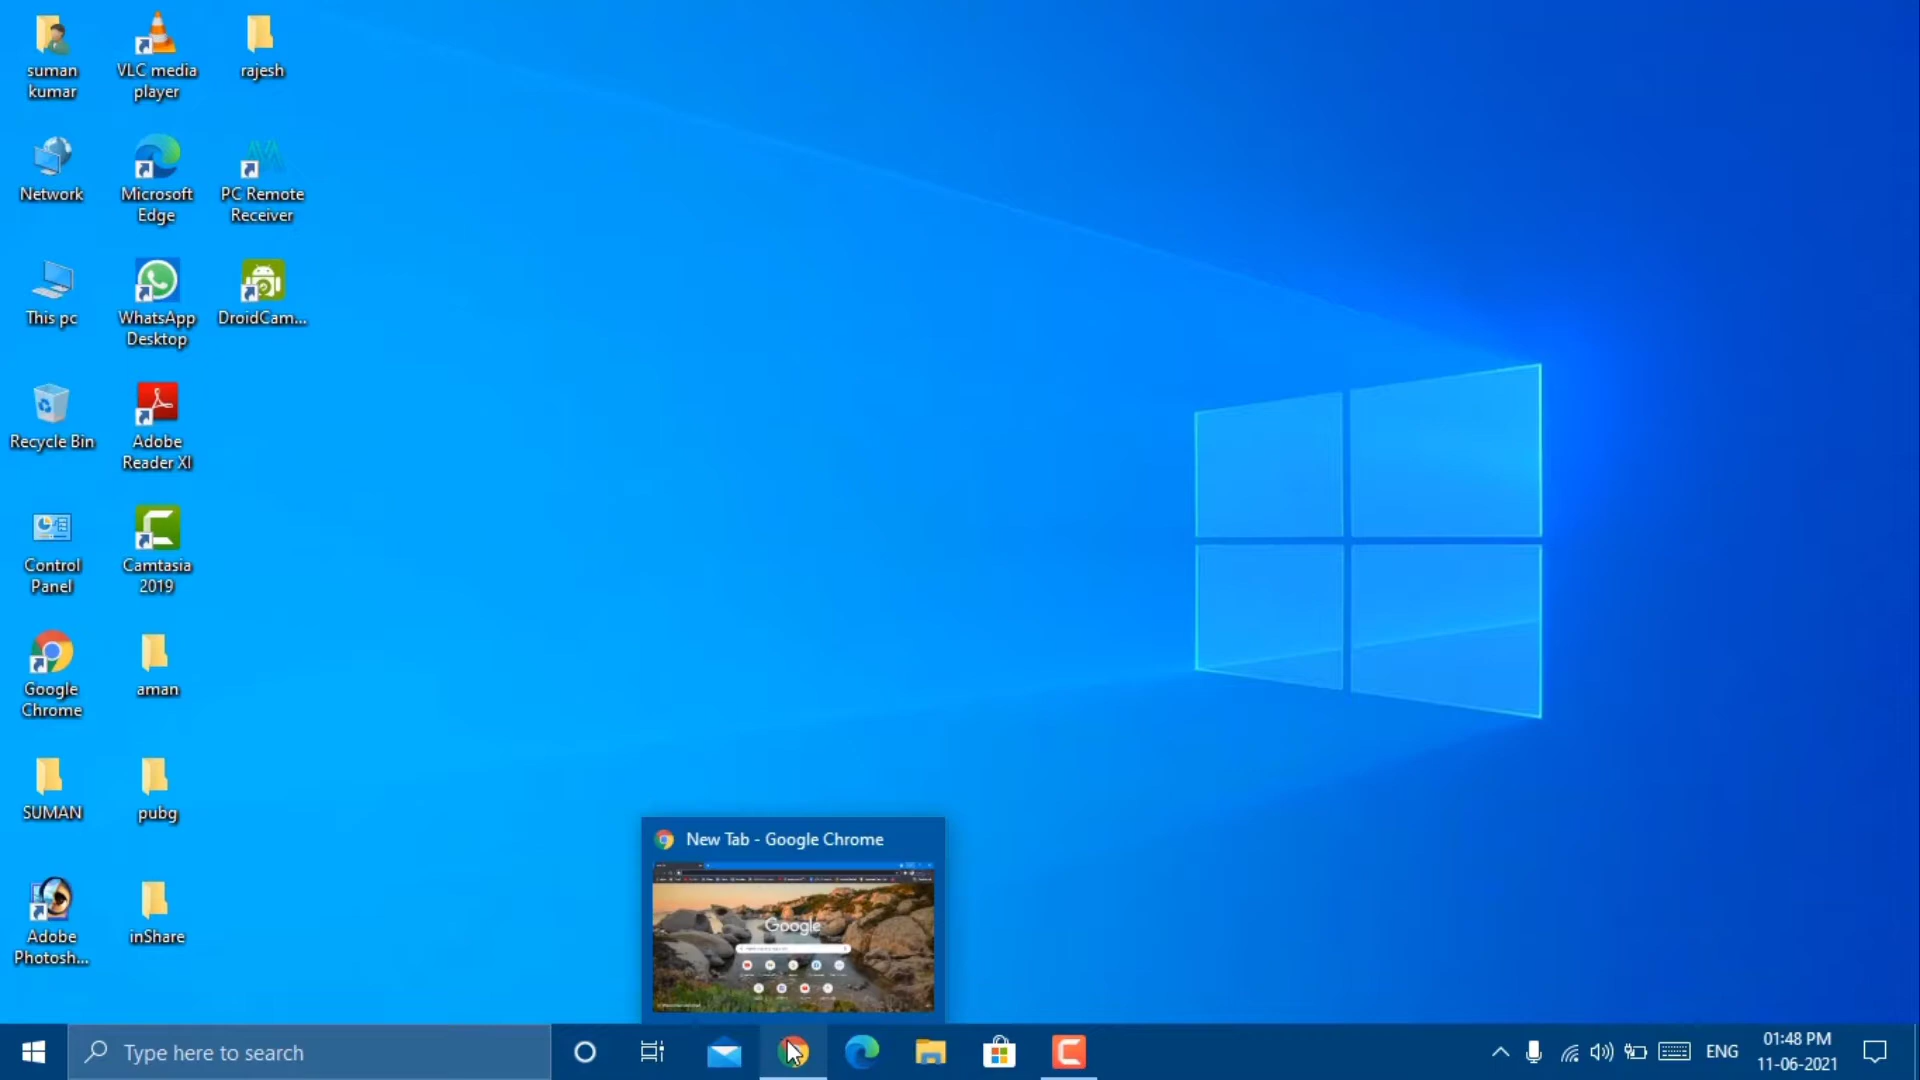 suman
kumar
VLC media
player
rajesh
Network
Microsoft
Edge
PC Remote
Receiver
This pc
WhatsApp
Desktop
DroidCam...
Recycle Bin
Adobe
Reader XI
Control
Panel
Camtasia
2019
Google
Chrome
aman
SUMAN
pubg
Adobe
Photosh...
inShare
New Tab - Google Chrome
Google
Type here to search
ENG
01:48 PM
11-06-2021